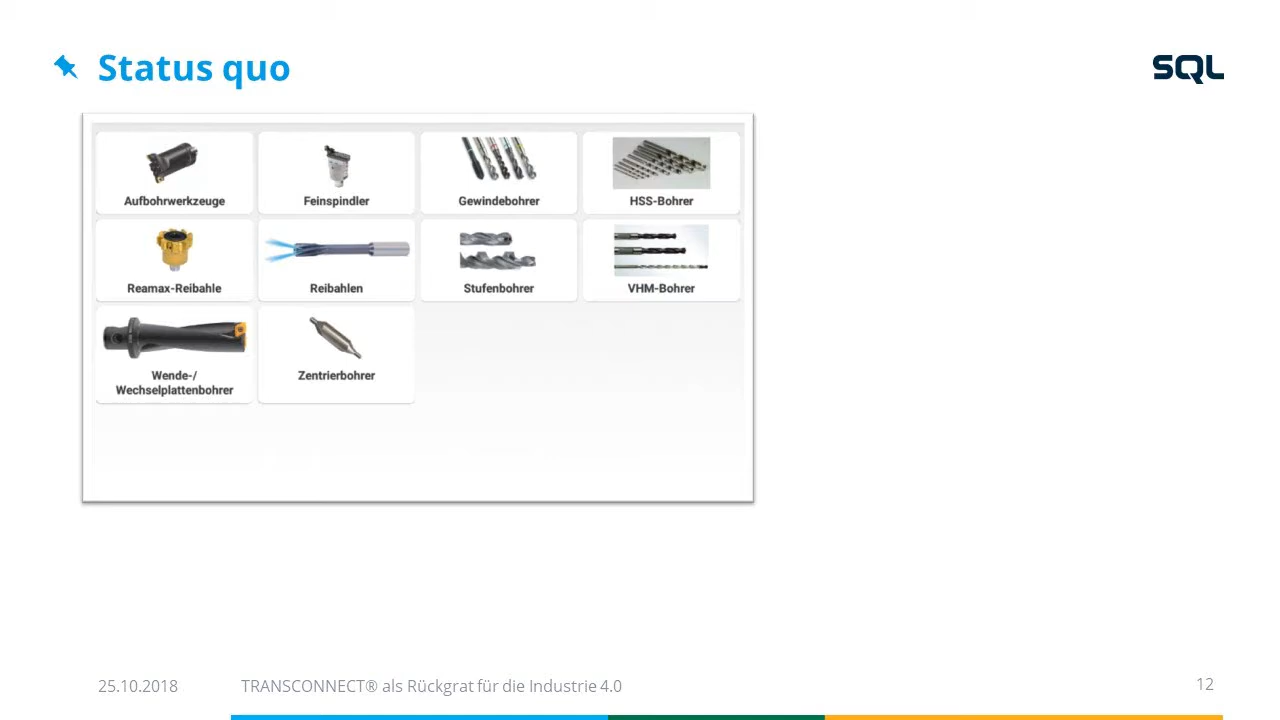 Status quo
SQL
Aufbohrwerkzeuge
Feinspindler
Gewindebohrer
HSS-Bohrer
Reamax-Reibahle
Reibahlen
Stufenbohrer
VHM-Bohrer
Wende-/
Wechselplattenbohrer
Zentrierbohrer
25.10.2018
TRANSCONNECT® als Rückgrat für die Industrie 4.0
12